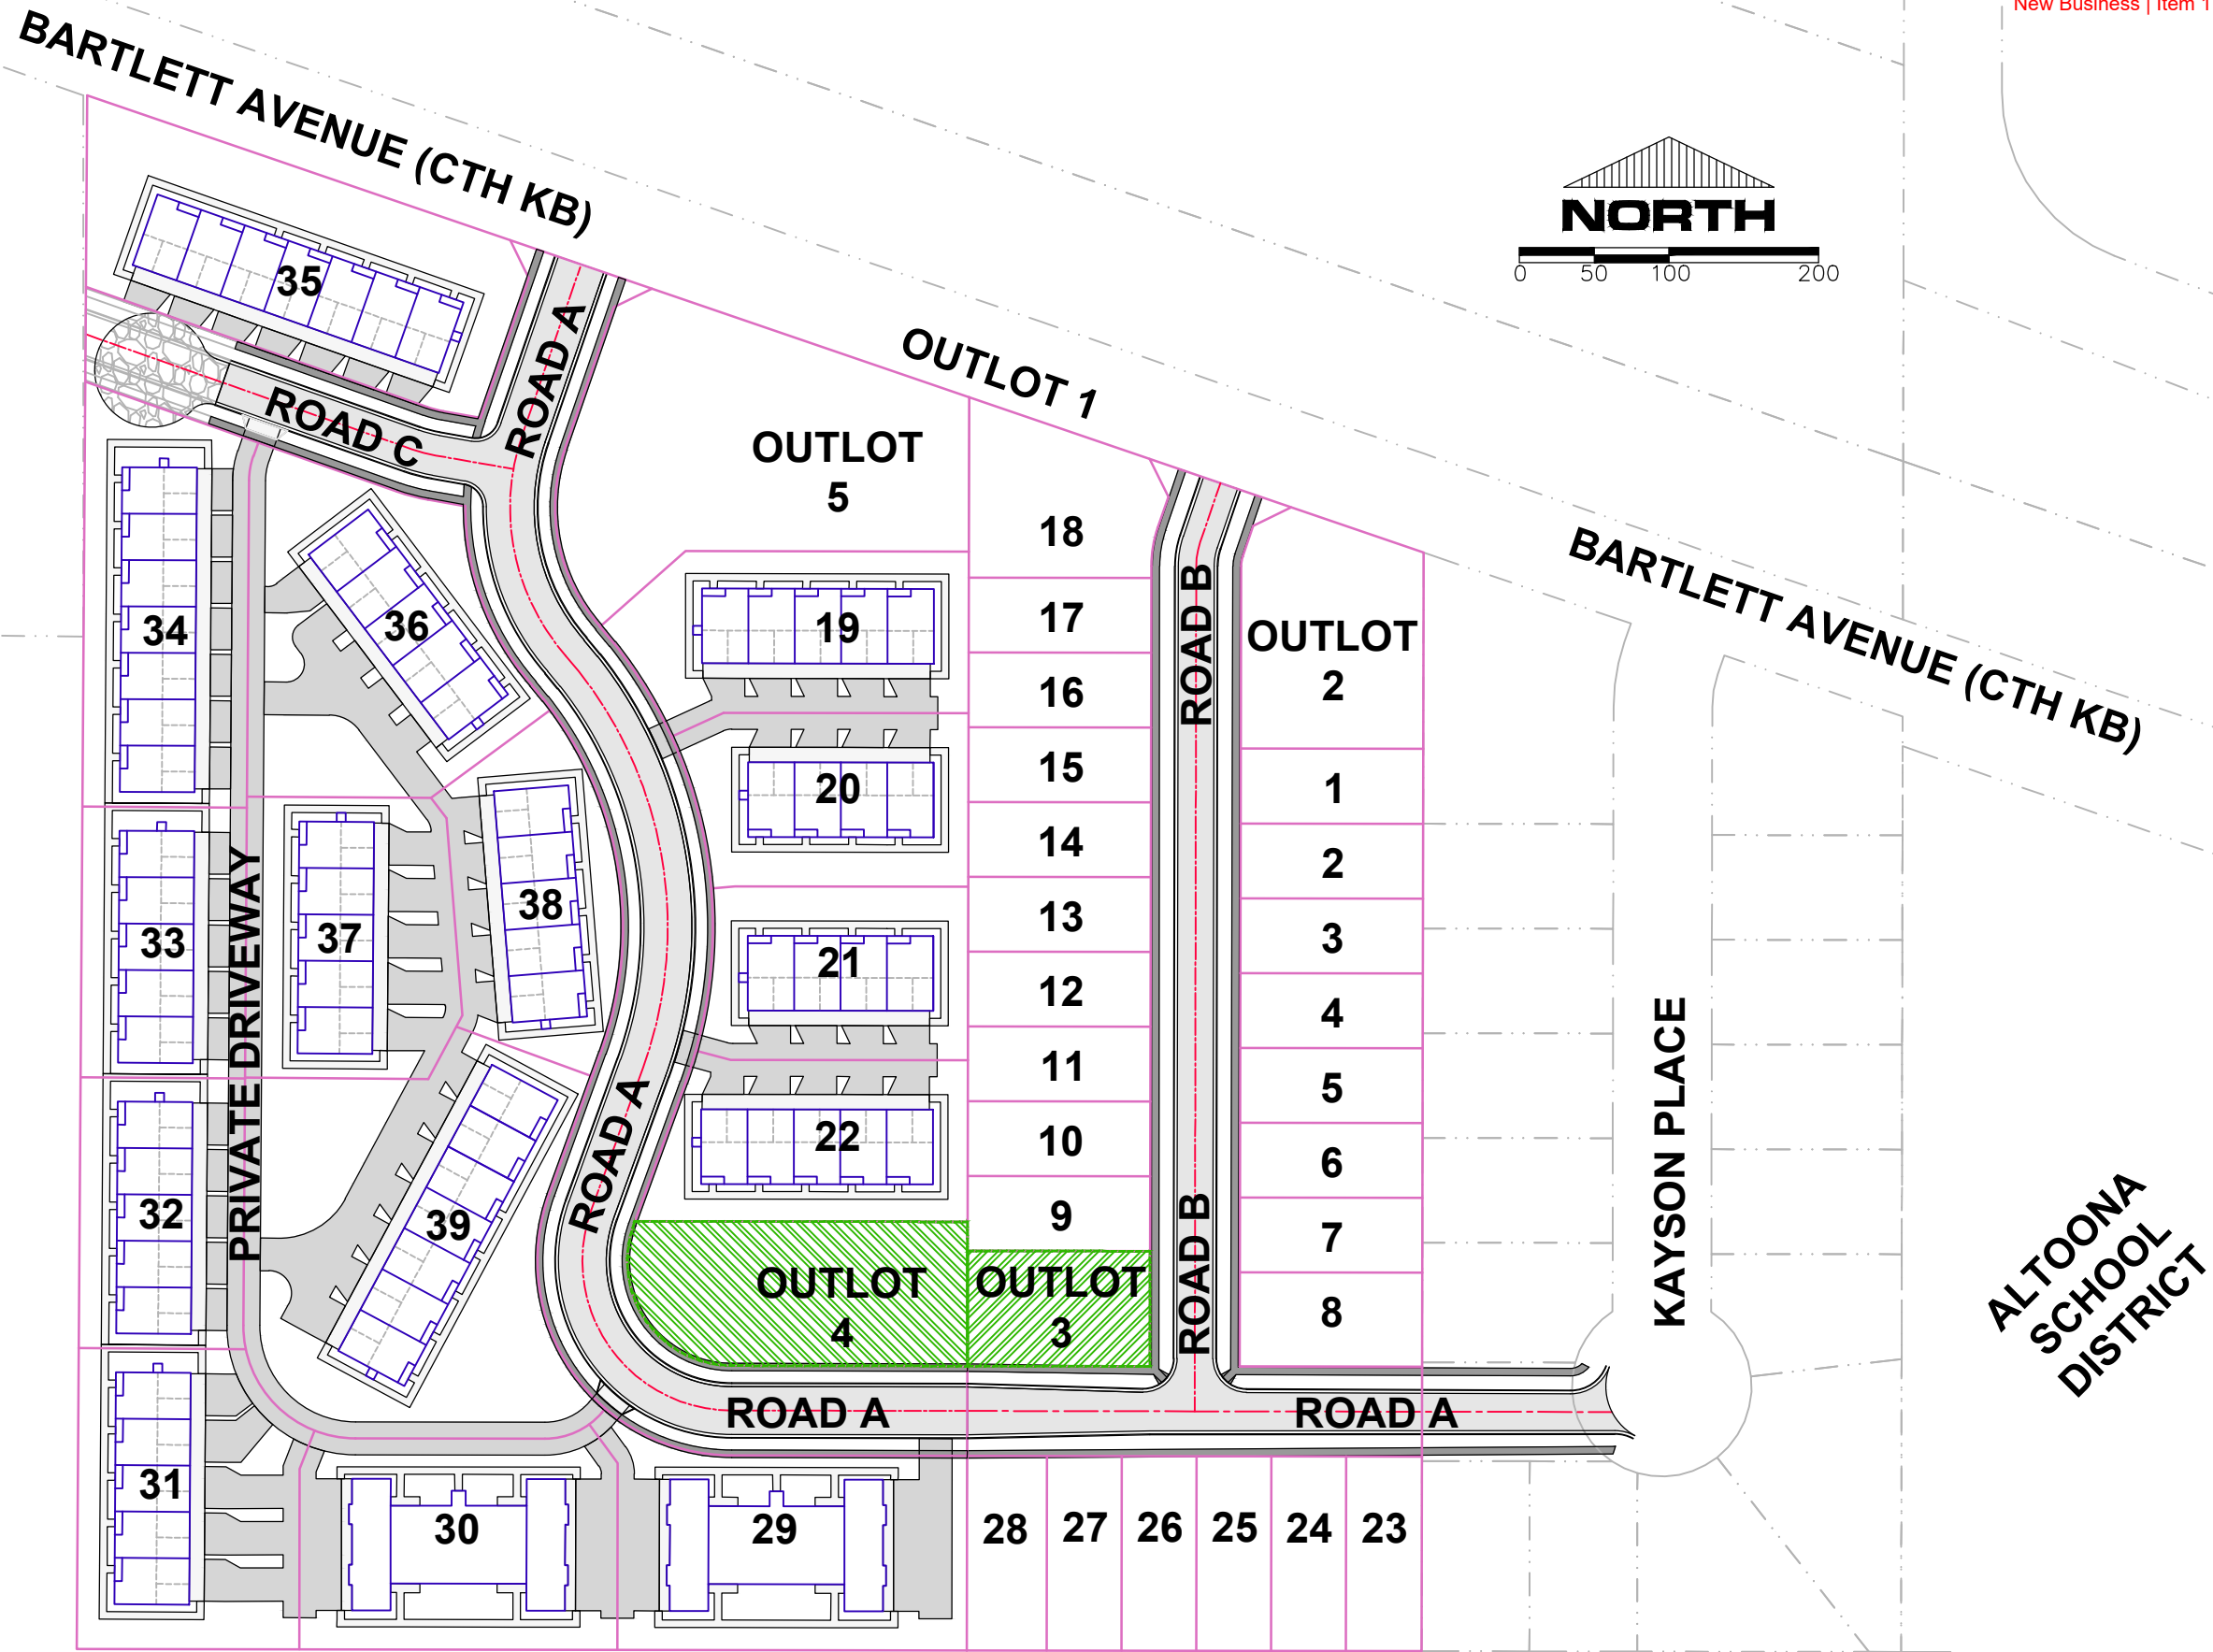 New Business | Item 1
BARTLETT AVENUE (CTH KB)
NORTH
0 50 100 200
35
ROAD A
OUTLOT 1
ROAD C
OUTLOT
5
18
BARTLETT AVENUE (CTH KB)
34
36
19
17
ROAD B
OUTLOT
2
16
20
15
1
14
2
33
37
38
21
13
3
12
4
PRIVATE DRIVEWAY
KAYSON PLACE
11
5
ROAD A
22
10
6
32
39
9
ROAD B
7
ALTOONA
SCHOOL
DISTRICT
OUTLOT
4
OUTLOT
3
8
ROAD A
ROAD A
31
30
29
28
27
26
25
24
23